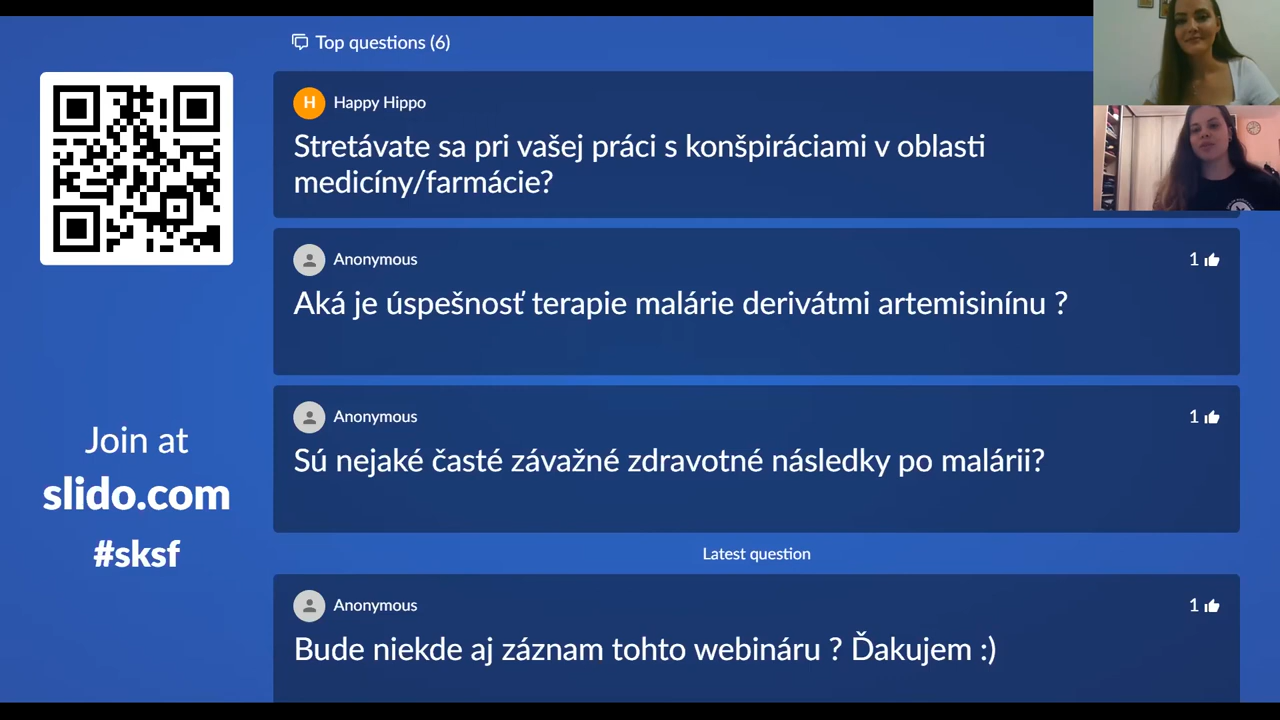 Top questions (6)
H Happy Hippo
Stretávate sa pri vašej práci s konšpiráciami v oblasti
medicíny/farmácie?
Anonymous 1
Aká je úspešnosť terapie malárie derivátmi artemisinínu ?
Anonymous 1
Sú nejaké časté závažné zdravotné následky po malárii?
Join at
slido.com
#sksf
Latest question
Anonymous 1
Bude niekde aj záznam tohto webináru ? Ďakujem :)